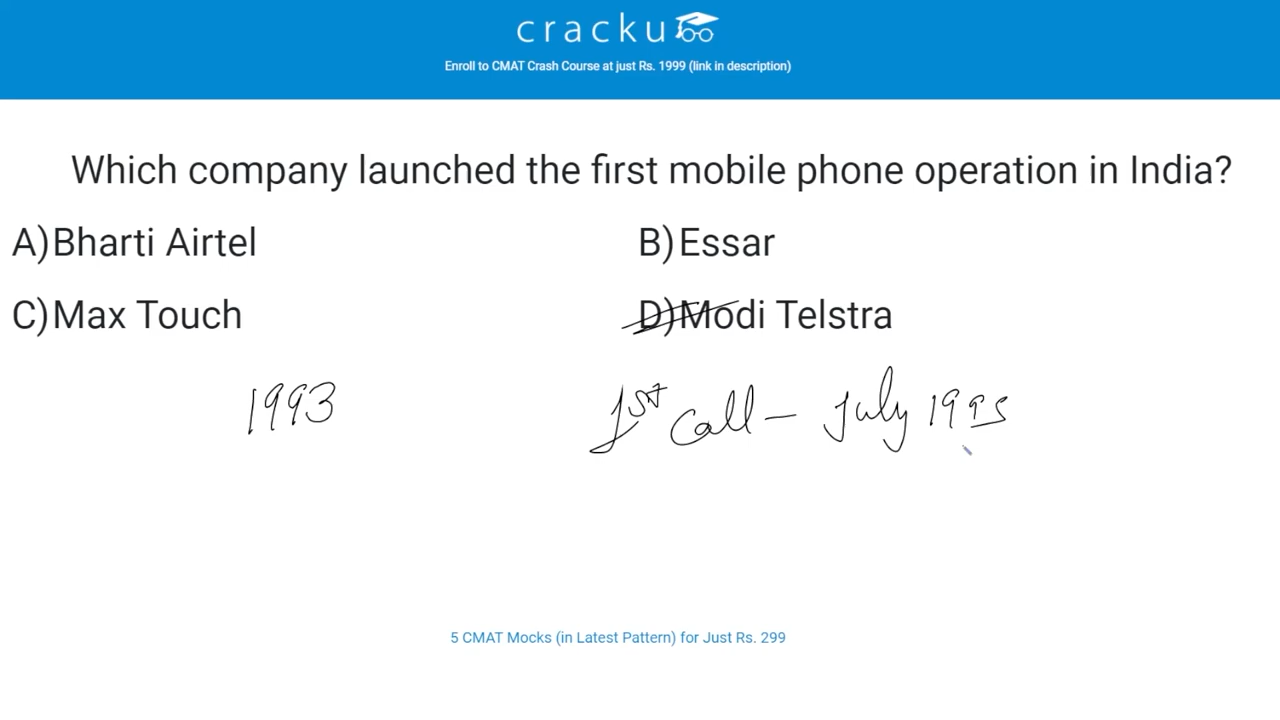 cracku
Enroll to CMAT Crash Course at just Rs. 1999 (link in description)
Which company launched the first mobile phone operation in India?
A)Bharti Airtel B)Essar
C)Max Touch D)Modi Telstra
1993 1st Call - July 1995
5 CMAT Mocks (in Latest Pattern) for Just Rs. 299